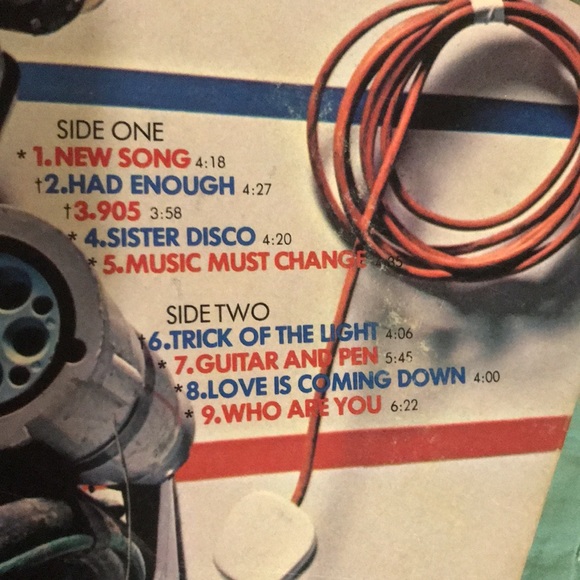 SIDE ONE
* 1.NEW SONG 4:18
†2.HAD ENOUGH 4:27
†3.905 3:58
* 4.SISTER DISCO 4:20
* 5.MUSIC MUST CHANGE
SIDE TWO
†6.TRICK OF THE LIGHT 4:06
* 7.GUITAR AND PEN 5:45
*8.LOVE IS COMING DOWN 4:00
* 9.WHO ARE YOU 6:22